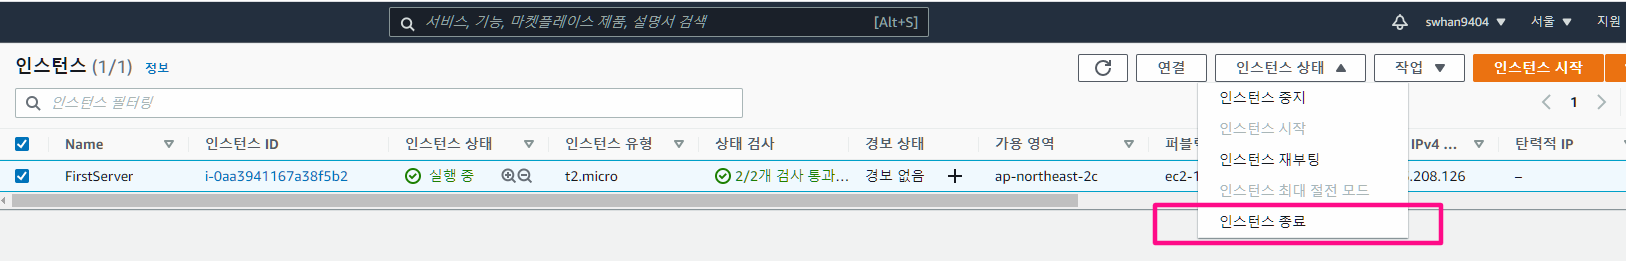 서비스, 기능, 마켓플레이스 제품, 설명서 검색 [Alt+S] swhan9404 ▼ 서울 ▼ 지원
인스턴스 (1/1) 정보 연결 인스턴스 상태 ▲ 작업 ▼ 인스턴스 시작
인스턴스 필터링 1
인스턴스 중지
인스턴스 시작
인스턴스 재부팅
인스턴스 최대 절전 모드
인스턴스 종료
Name 인스턴스 ID 인스턴스 상태 인스턴스 유형 상태 검사 경보 상태 가용 영역 IPv4 ... 탄력적 IP
FirstServer i-0aa3941167a38f5b2 실행 중 t2.micro 2/2개 검사 통과... 경보 없음 + ap-northeast-2c ec2-1 .208.126 –